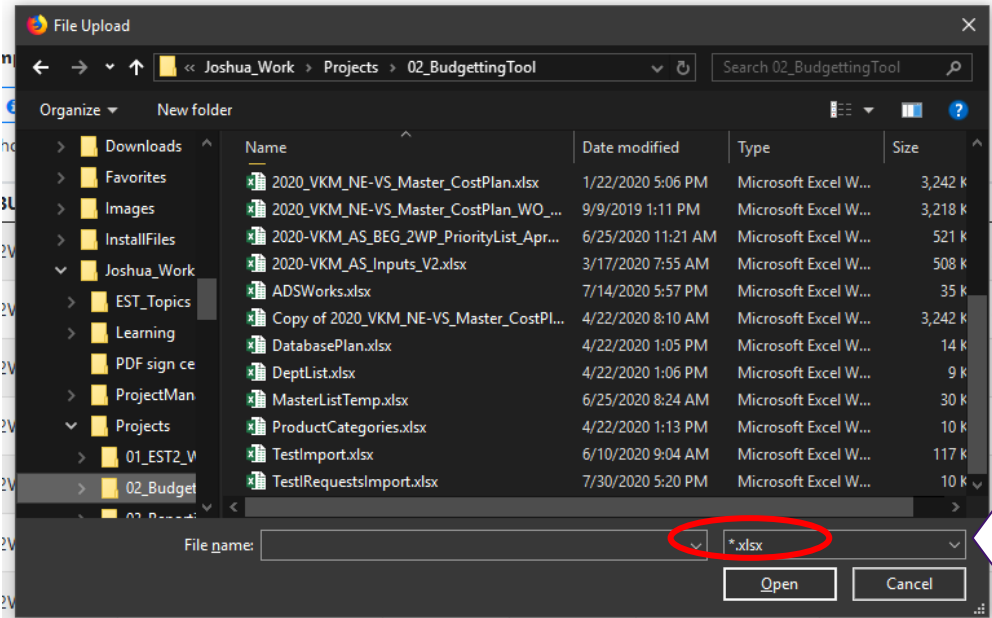 File Upload
« Joshua_Work > Projects > 02_BudgettingTool
Search 02_BudgettingTool
Organize
New folder
?
Downloads
Favorites
Images
InstallFiles
Joshua_Work
EST_Topics
Learning
PDF sign ce
ProjectMan
Projects
01_EST2_W
02_Budget
Name Date modified Type Size
2020_VKM_NE-VS_Master_CostPlan.xlsx 1/22/2020 5:06 PM Microsoft Excel W... 3,242 K
2020_VKM_NE-VS_Master_CostPlan_WO_... 9/9/2019 1:11 PM Microsoft Excel W... 3,218 K
2020-VKM_AS_BEG_2WP_PriorityList_Apr... 6/25/2020 11:21 AM Microsoft Excel W... 521 K
2020-VKM_AS_Inputs_V2.xlsx 3/17/2020 7:55 AM Microsoft Excel W... 508 K
ADSWorks.xlsx 7/14/2020 5:57 PM Microsoft Excel W... 35 K
Copy of 2020_VKM_NE-VS_Master_CostPl... 4/22/2020 8:10 AM Microsoft Excel W... 3,242 K
DatabasePlan.xlsx 4/22/2020 1:05 PM Microsoft Excel W... 14 K
DeptList.xlsx 4/22/2020 1:06 PM Microsoft Excel W... 9 K
MasterListTemp.xlsx 6/25/2020 8:24 AM Microsoft Excel W... 30 K
ProductCategories.xlsx 4/22/2020 1:13 PM Microsoft Excel W... 10 K
TestImport.xlsx 6/10/2020 9:04 AM Microsoft Excel W... 117 K
TestIRequestsImport.xlsx 7/30/2020 5:20 PM Microsoft Excel W... 10 K
File name:
*.xlsx
Open
Cancel